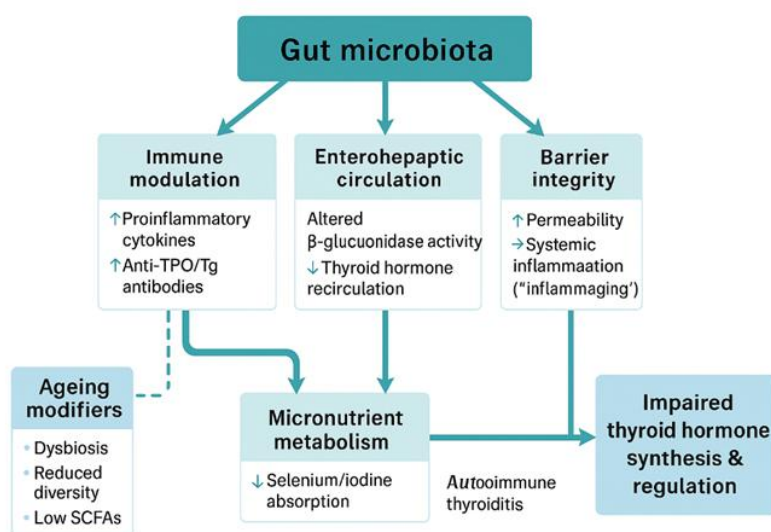 Gut microbiota
Immune
modulation
↑Proinflammatory
cytokines
↑Anti-TPO/Tg
antibodies
Enterohepaptic
circulation
Altered
β-glucuonidase activity
↓ Thyroid hormone
recirculation
Barrier
integrity
↑ Permeability
→ Systemic
inflammaation
("inflammaging')
Ageing
modifiers
• Dysbiosis
• Reduced
diversity
• Low SCFAs
Micronutrient
metabolism
↓ Selenium/iodine
absorption
Autooimmune
thyroiditis
Impaired
thyroid hormone
synthesis &
regulation